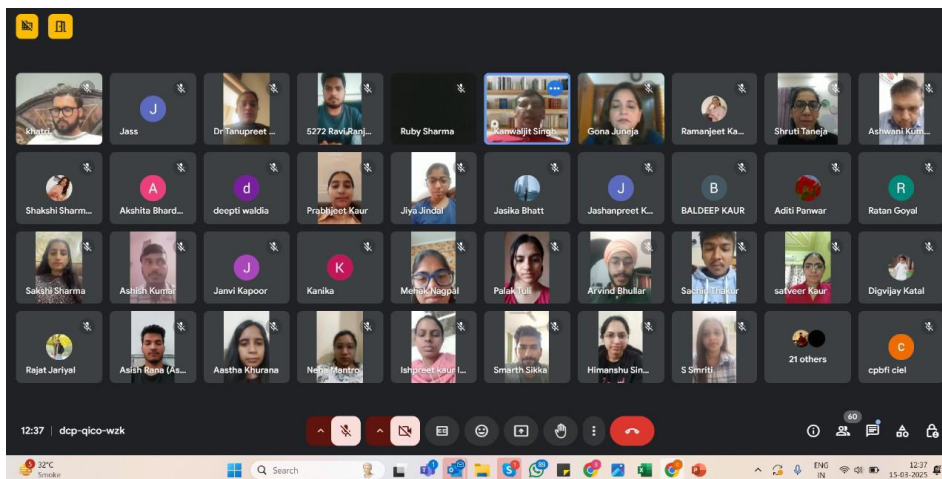 khatri
J
Jass
Dr Tanupreet ...
5272 Ravi Ranj...
Ruby Sharma
Kanwaljit Singh
Gona Juneja
Ramanjeet Ka...
Shruti Taneja
Ashwani Kum...
Shakshi Sharm...
A
Akshita Bhard...
d
deepti waldia
Prabhjeet Kaur
Jiya Jindal
Jasika Bhatt
J
Jashanpreet K...
B
BALDEEP KAUR
Aditi Panwar
R
Ratan Goyal
Sakshi Sharma
Ashish Kumar
J
Janvi Kapoor
K
Kanika
Mehak Nagpal
Palak Tuli
Arvind Bhullar
Sachin Thakur
satveer Kaur
Digvijay Katal
Rajat Jariyal
Asish Rana (As...
Aastha Khurana
Neha Mantro
Ishpreet kaur I...
Smarth Sikka
Himanshu Sin...
S Smriti
21 others
C
cpbfi ciel
12:37 | dcp-qico-wzk
60
32°C
Smoke
Search
ENG
IN
12:37
15-03-2025